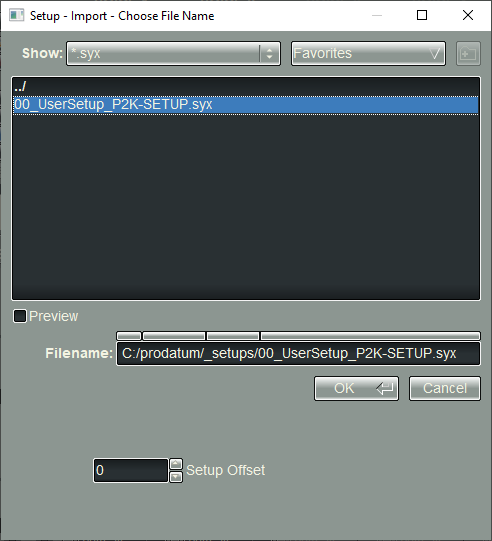 Setup - Import - Choose File Name
Show: *.syx Favorites
../
00_UserSetup_P2K-SETUP.syx
Preview
Filename: C:/prodatum/_setups/00_UserSetup_P2K-SETUP.syx
OK Cancel
0 Setup Offset